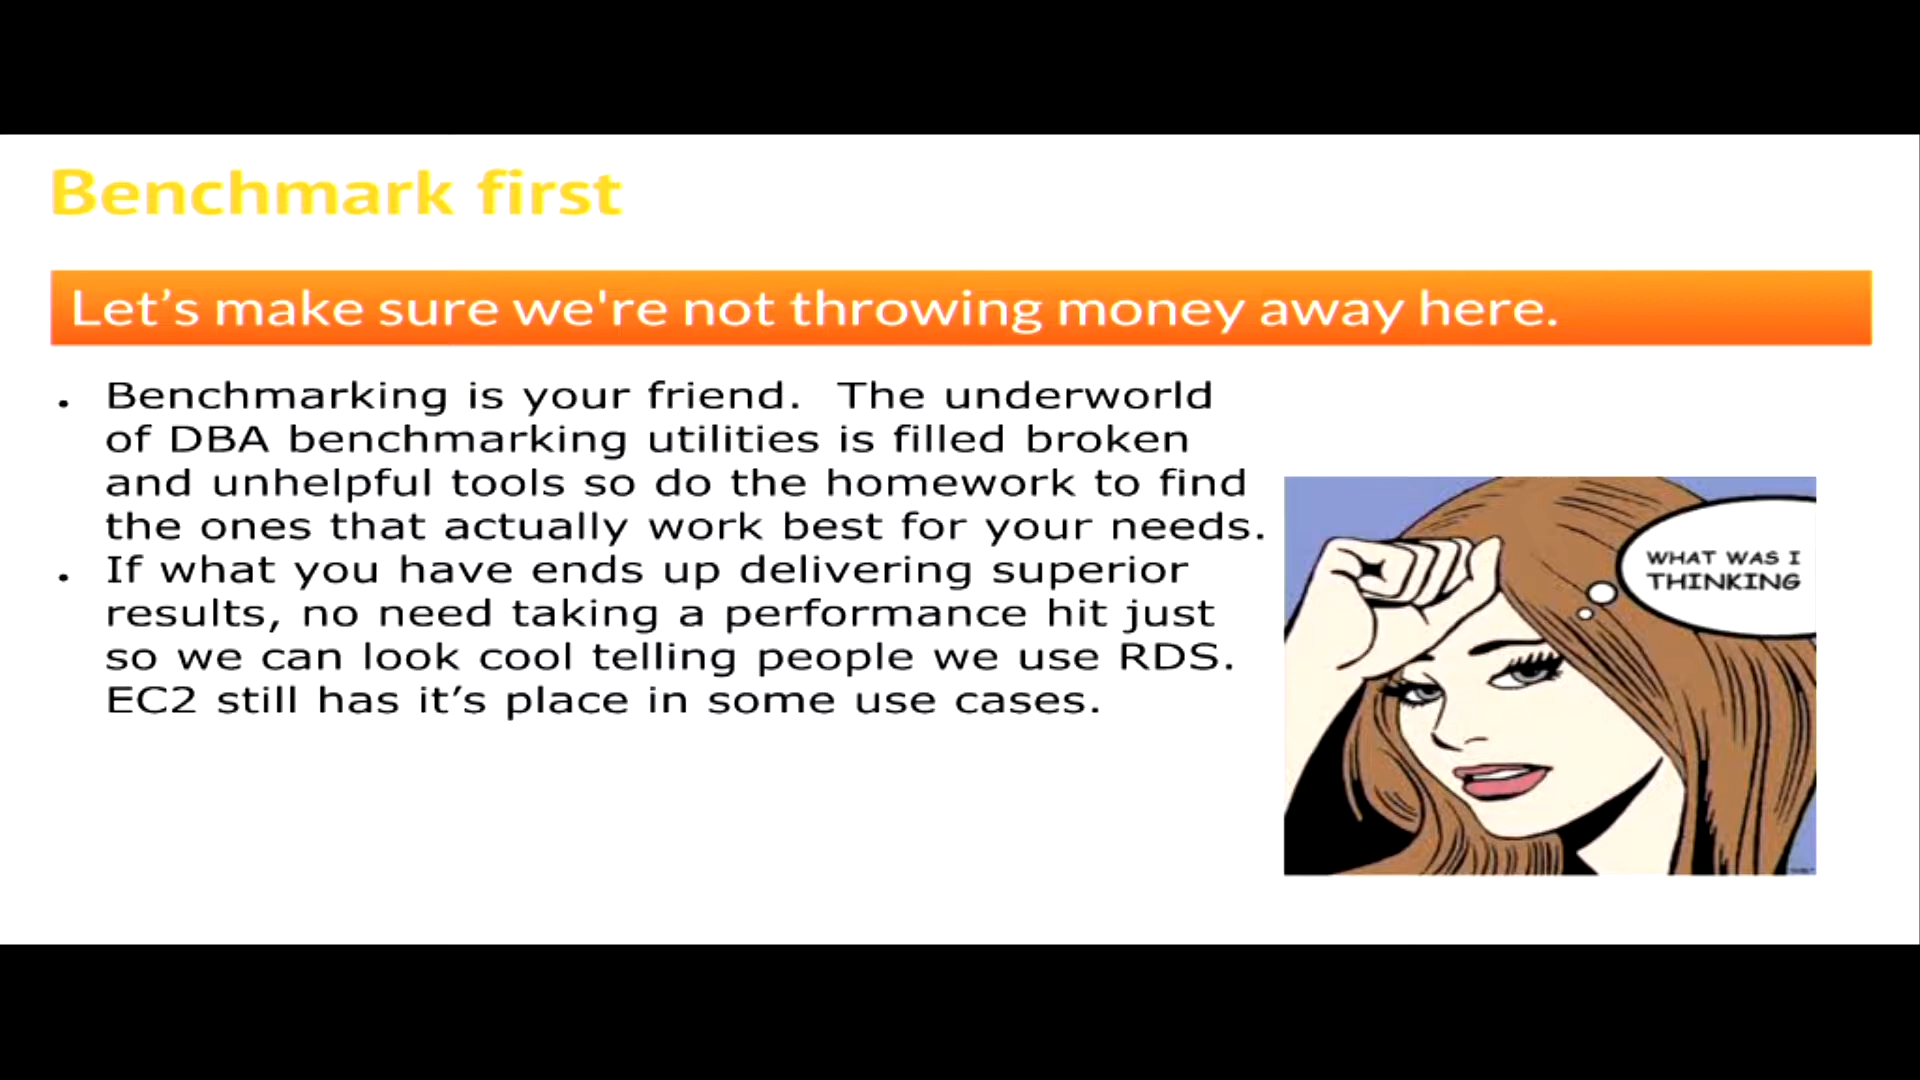 Benchmark first
Let’s make sure we're not throwing money away here.
• Benchmarking is your friend.  The underworld
of DBA benchmarking utilities is filled broken
and unhelpful tools so do the homework to find
the ones that actually work best for your needs.
• If what you have ends up delivering superior
results, no need taking a performance hit just
so we can look cool telling people we use RDS.
EC2 still has it’s place in some use cases.
WHAT WAS I
THINKING